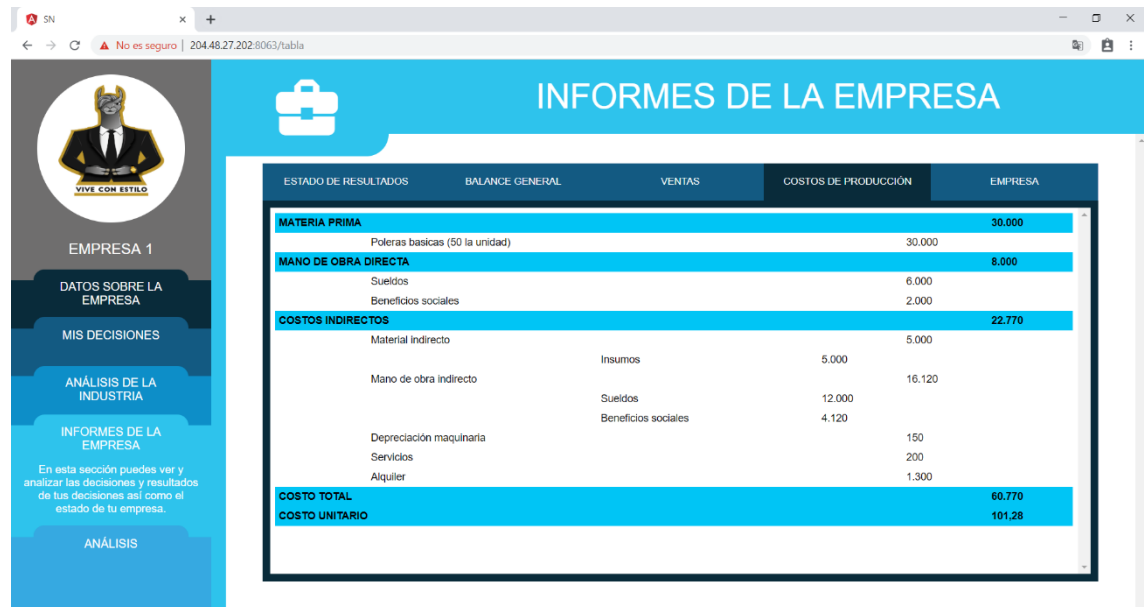 SN
No es seguro | 204.48.27.202:8063/tabla
VIVE CON ESTILO
EMPRESA 1
DATOS SOBRE LA
EMPRESA
MIS DECISIONES
ANÁLISIS DE LA
INDUSTRIA
INFORMES DE LA
EMPRESA
En esta sección puedes ver y
analizar las decisiones y resultados
de tus decisiones así como el
estado de tu empresa.
ANÁLISIS
INFORMES DE LA EMPRESA
ESTADO DE RESULTADOS BALANCE GENERAL VENTAS COSTOS DE PRODUCCIÓN EMPRESA
MATERIA PRIMA 30.000
Poleras basicas (50 la unidad) 30.000
MANO DE OBRA DIRECTA 8.000
Sueldos 6.000
Beneficios sociales 2.000
COSTOS INDIRECTOS 22.770
Material indirecto 5.000
Insumos 5.000
Mano de obra indirecto 16.120
Sueldos 12.000
Beneficios sociales 4.120
Depreciación maquinaria 150
Servicios 200
Alquiler 1.300
COSTO TOTAL 60.770
COSTO UNITARIO 101,28